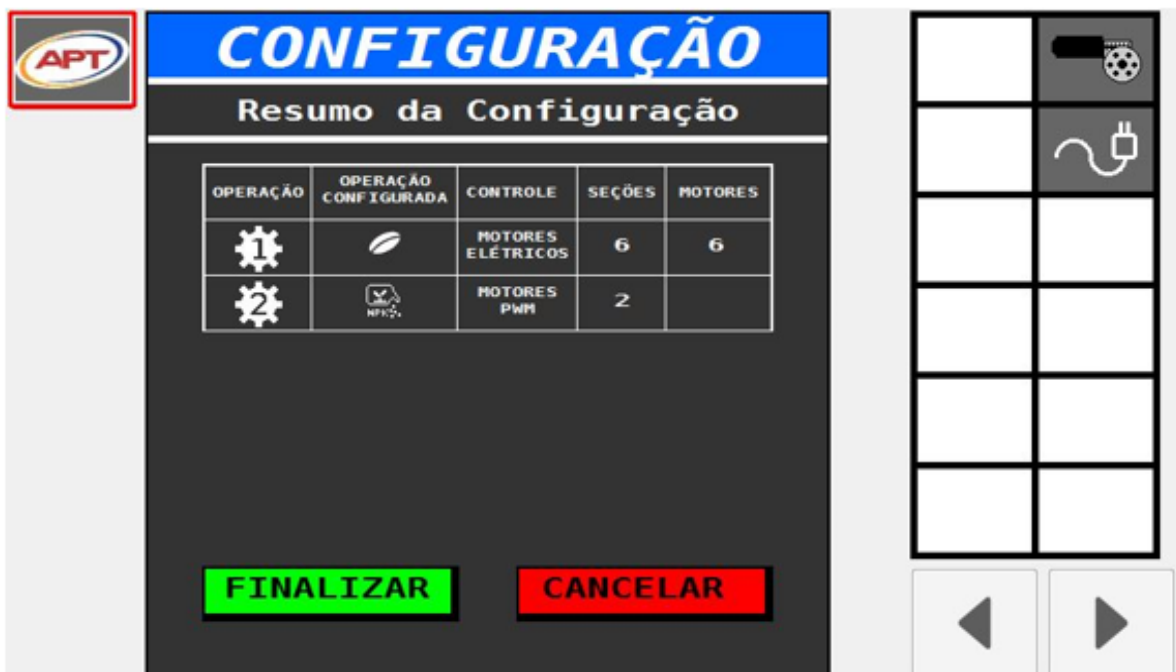 APT
CONFIGURAÇÃO
Resumo da Configuração
OPERAÇÃO
OPERAÇÃO
CONFIGURADA
CONTROLE
SEÇÕES
MOTORES
1
MOTORES
ELÉTRICOS
6
6
2
NPK
MOTORES
PWM
2
FINALIZAR
CANCELAR